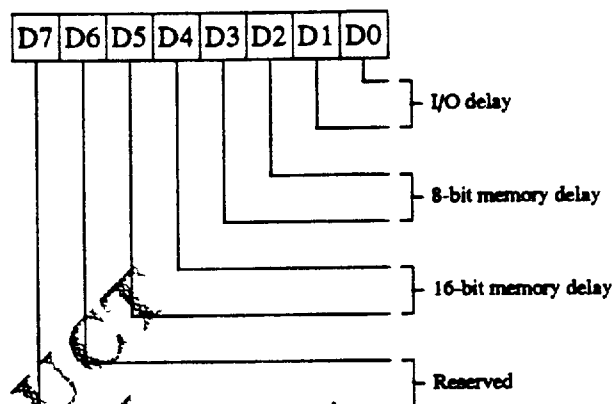 D7 D6 D5 D4 D3 D2 D1 D0
I/O delay
8-bit memory delay
16-bit memory delay
Reserved